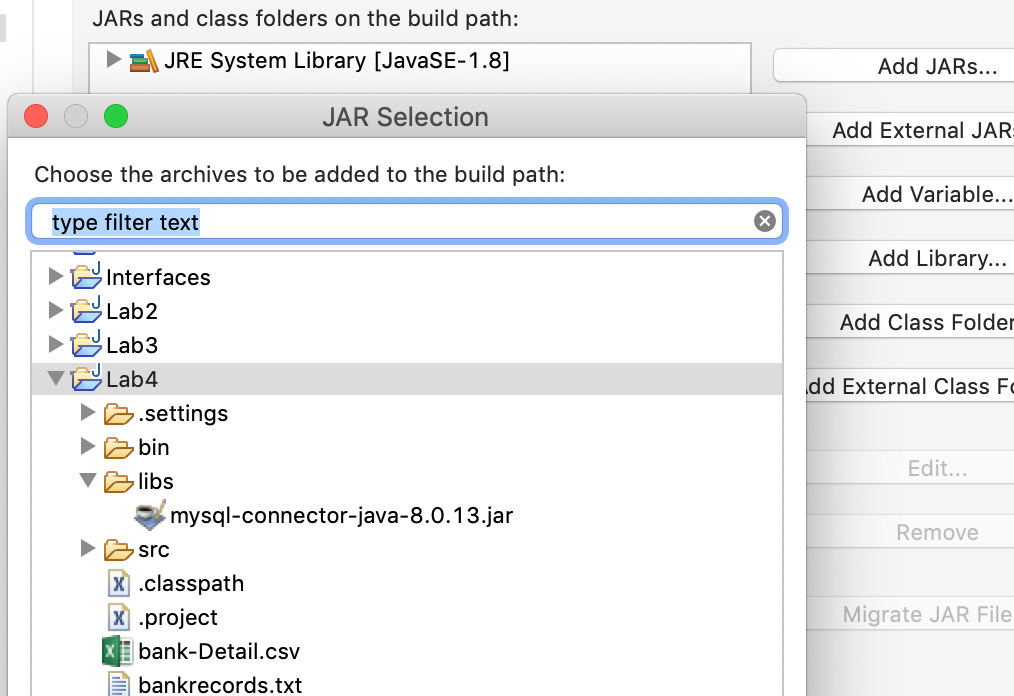 JARs and class folders on the build path:
JRE System Library [JavaSE-1.8]
Add JARs...
JAR Selection
Add External JARs
Choose the archives to be added to the build path:
Add Variable...
type filter text
Add Library...
Interfaces
Lab2
Add Class Folder
Lab3
Lab4
Add External Class Fo
.settings
bin
Edit...
libs
mysql-connector-java-8.0.13.jar
Remove
src
.classpath
.project
Migrate JAR File
bank-Detail.csv
bankrecords.txt